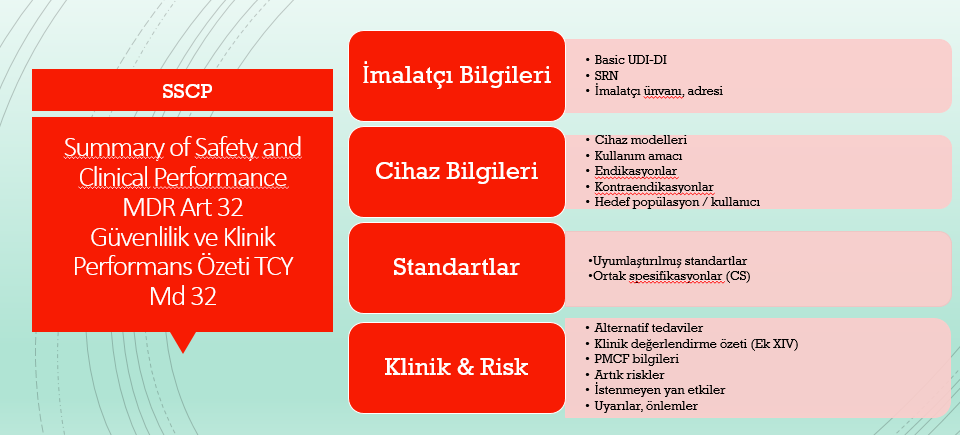 SSCP
Summary of Safety and
Clinical Performance
MDR Art 32
Güvenlilik ve Klinik
Performans Özeti TCY
Md 32
İmalatçı Bilgileri
• Basic UDI-DI
• SRN
• İmalatçı ünvanı, adresi
Cihaz Bilgileri
• Cihaz modelleri
• Kullanım amacı
• Endikasyonlar
• Kontraendikasyonlar
• Hedef popülasyon / kullanıcı
Standartlar
•Uyumlaştırılmış standartlar
•Ortak spesifikasyonlar (CS)
Klinik & Risk
• Alternatif tedaviler
• Klinik değerlendirme özeti (Ek XIV)
• PMCF bilgileri
• Artık riskler
• İstenmeyen yan etkiler
• Uyarılar, önlemler